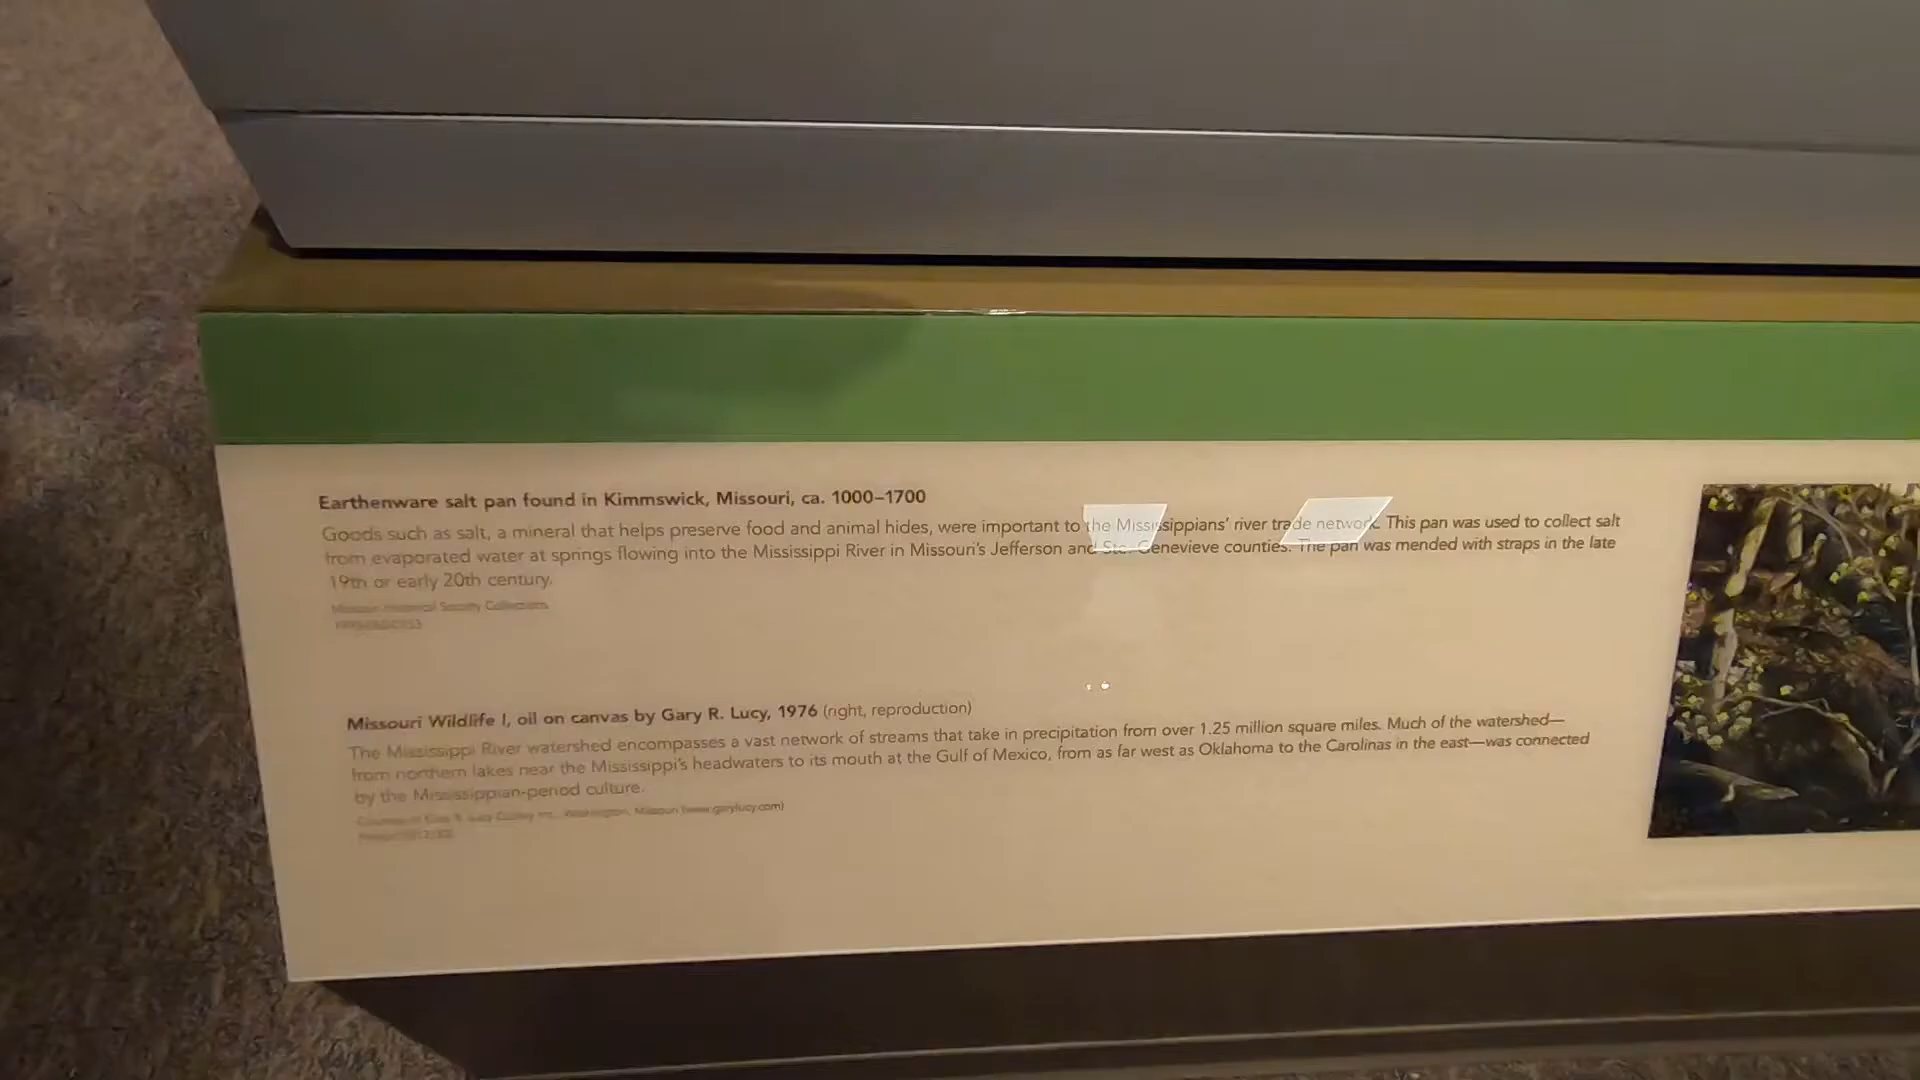 Earthenware salt pan found in Kimmswick, Missouri, ca. 1000–1700
Goods such as salt, a mineral that helps preserve food and animal hides, were important to the Mississippians’ river trade network. This pan was used to collect salt
from evaporated water at springs flowing into the Mississippi River in Missouri’s Jefferson and Ste. Genevieve counties. The pan was mended with straps in the late
19th or early 20th century.
Missouri Historical Society Collections
Missouri Wildlife I, oil on canvas by Gary R. Lucy, 1976 (right, reproduction)
The Mississippi River watershed encompasses a vast network of streams that take in precipitation from over 1.25 million square miles. Much of the watershed—
from northern lakes near the Mississippi’s headwaters to its mouth at the Gulf of Mexico, from as far west as Oklahoma to the Carolinas in the east—was connected
by the Mississippian-period culture.
Courtesy of Gary R. Lucy Gallery Inc., Washington, Missouri (www.garylucy.com)